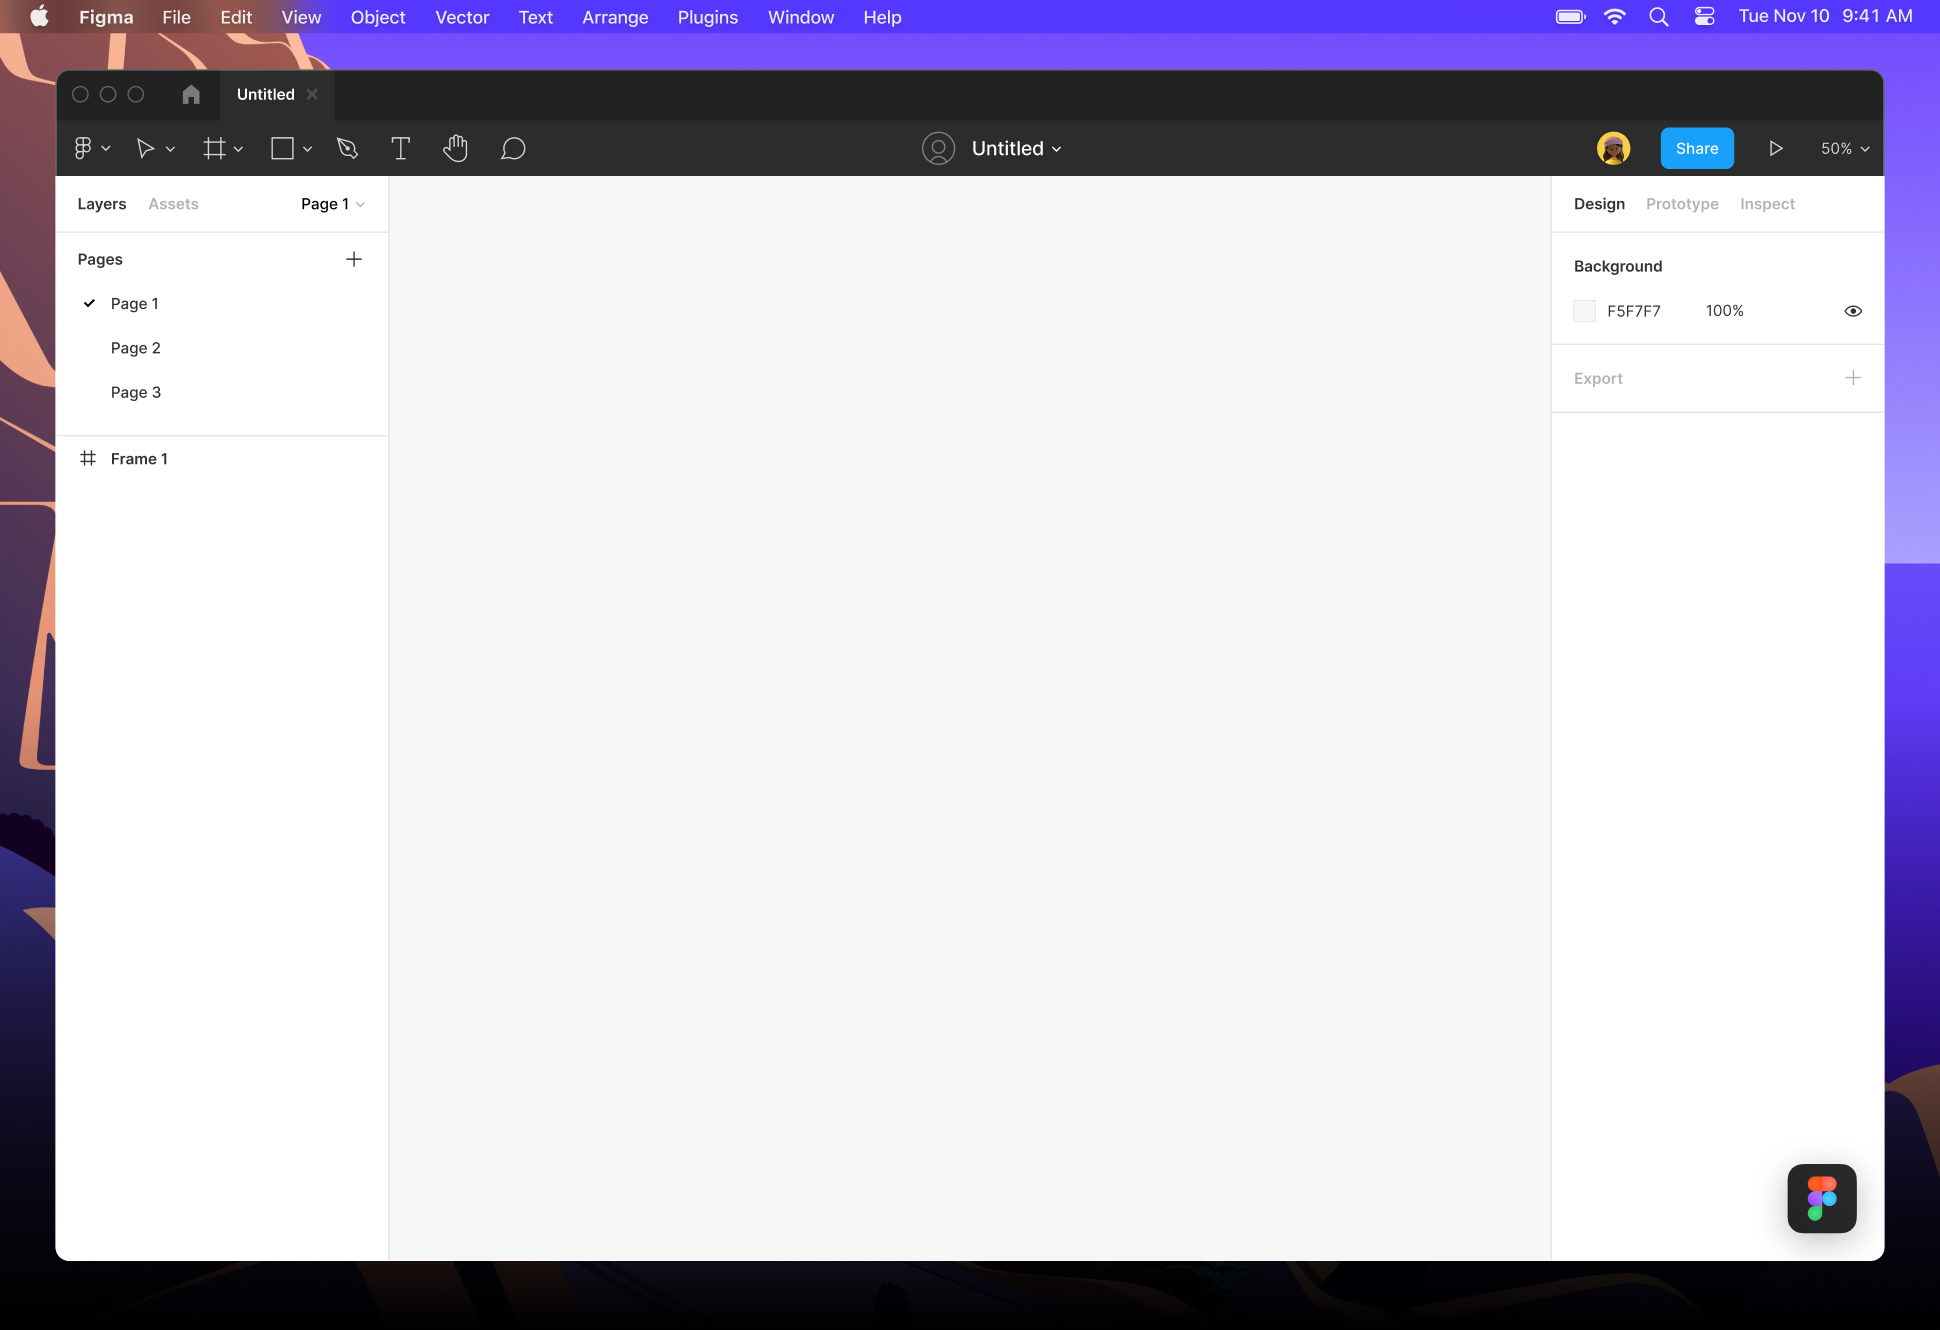 Figma File Edit View Object Vector Text Arrange Plugins Window Help Tue Nov 10 9:41 AM
Untitled
Untitled Share 50%
Layers Assets Page 1
Design Prototype Inspect
Pages
Page 1
Page 2
Page 3
Frame 1
Background
F5F7F7 100%
Export